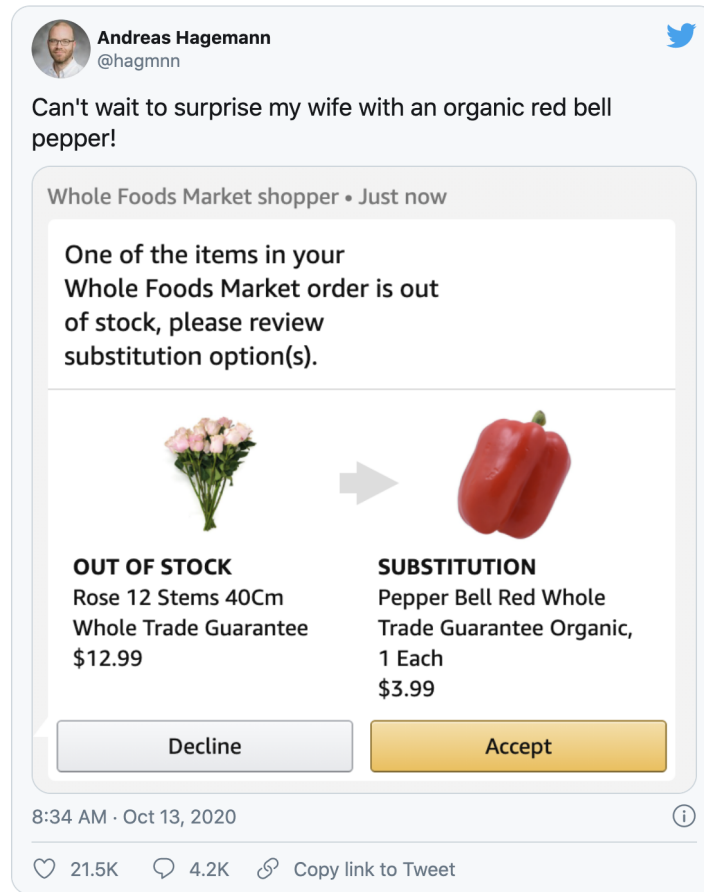 Andreas Hagemann
@hagmnn
Can't wait to surprise my wife with an organic red bell
pepper!
Whole Foods Market shopper • Just now
One of the items in your
Whole Foods Market order is out
of stock, please review
substitution option(s).
OUT OF STOCK
Rose 12 Stems 40Cm
Whole Trade Guarantee
$12.99
SUBSTITUTION
Pepper Bell Red Whole
Trade Guarantee Organic,
1 Each
$3.99
Decline
Accept
8:34 AM · Oct 13, 2020
21.5K
4.2K
Copy link to Tweet